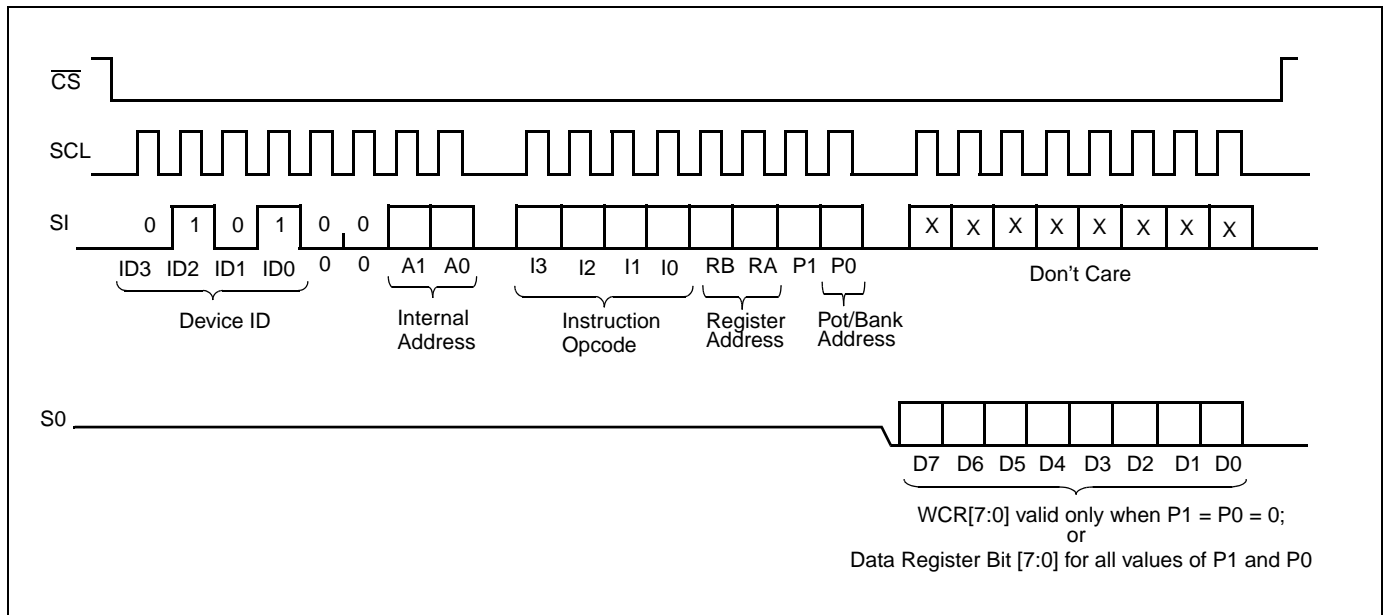 CS
SCL
SI
0 1 0 1 0 0
X X X X X X X X
ID3 ID2 ID1 ID0 0 0 A1 A0 I3 I2 I1 I0 RB RA P1 P0
Don't Care
Device ID
Internal
Address
Instruction
Opcode
Register
Address
Pot/Bank
Address
S0
D7 D6 D5 D4 D3 D2 D1 D0
WCR[7:0] valid only when P1 = P0 = 0;
or
Data Register Bit [7:0] for all values of P1 and P0